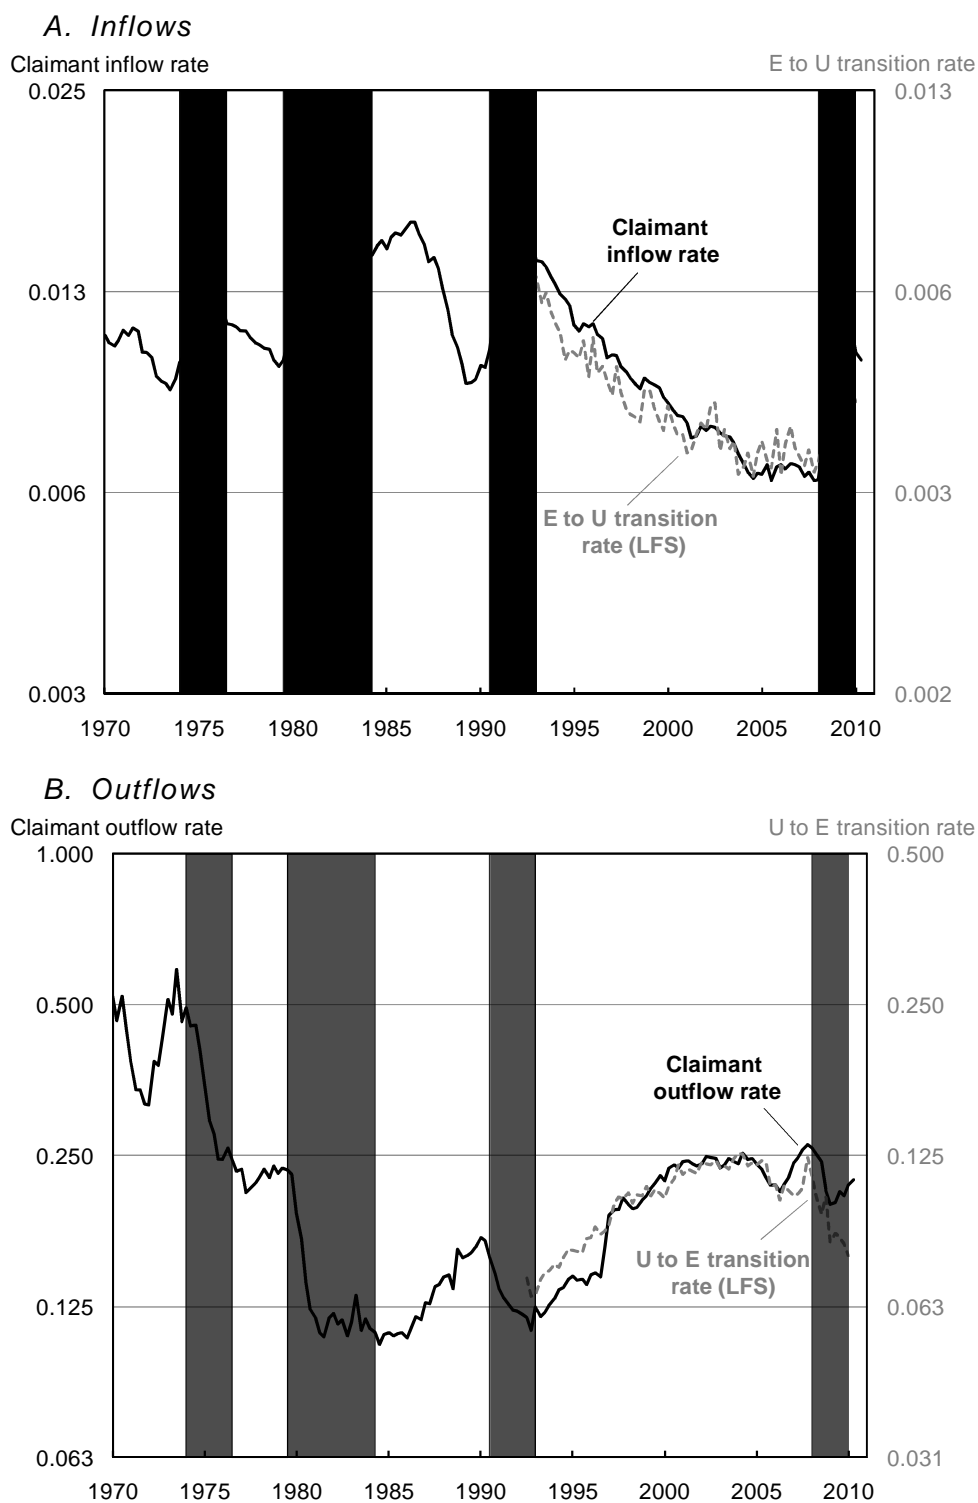 A. Inflows
Claimant inflow rate
E to U transition rate
0.025
0.013
Claimant
inflow rate
0.013
0.006
0.006
0.003
E to U transition
rate (LFS)
0.003
0.002
1970 1975 1980 1985 1990 1995 2000 2005 2010
B. Outflows
Claimant outflow rate
U to E transition rate
1.000
0.500
0.500
0.250
Claimant
outflow rate
0.250
0.125
U to E transition
rate (LFS)
0.125
0.063
0.063
0.031
1970 1975 1980 1985 1990 1995 2000 2005 2010